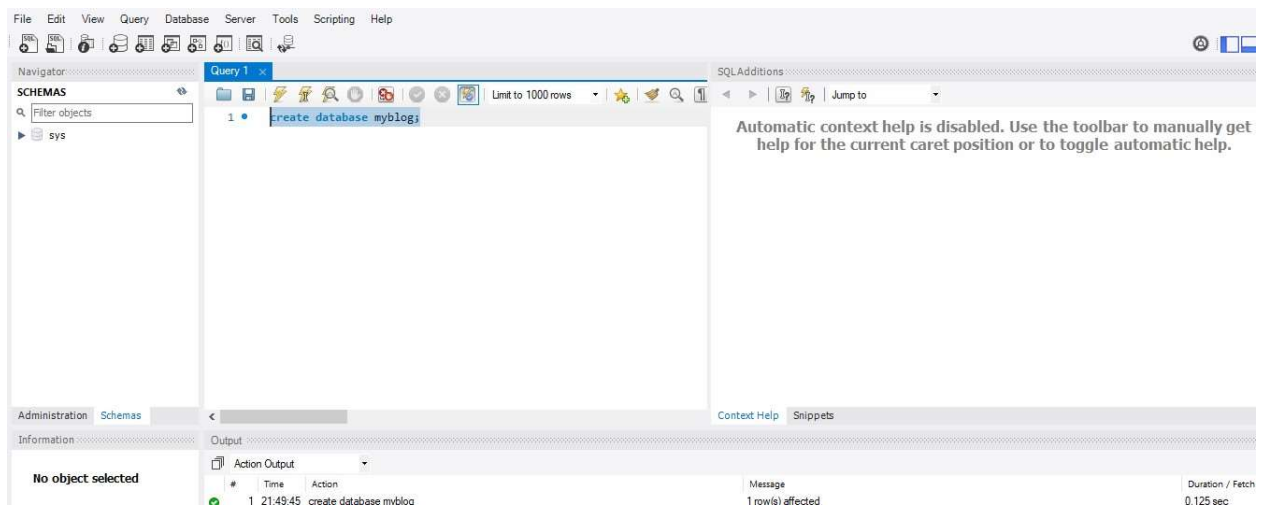 File Edit View Query Database Server Tools Scripting Help
Navigator
SCHEMAS
Filter objects
sys
Administration Schemas
Information
No object selected
Query 1
Limit to 1000 rows
1 create database myblog;
SQLAdditions
Jump to
Automatic context help is disabled. Use the toolbar to manually get
help for the current caret position or to toggle automatic help.
Context Help Snippets
Output
Action Output
# Time Action Message Duration / Fetch
1 21:49:45 create database myblog 1 row(s) affected 0.125 sec